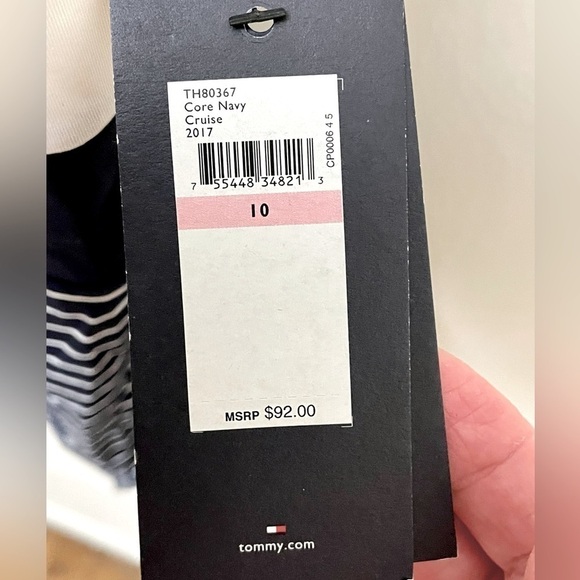 TH80367
Core Navy
Cruise
2017
CP0006 4 5
7 55448 34821 3
10
MSRP $92.00
tommy.com